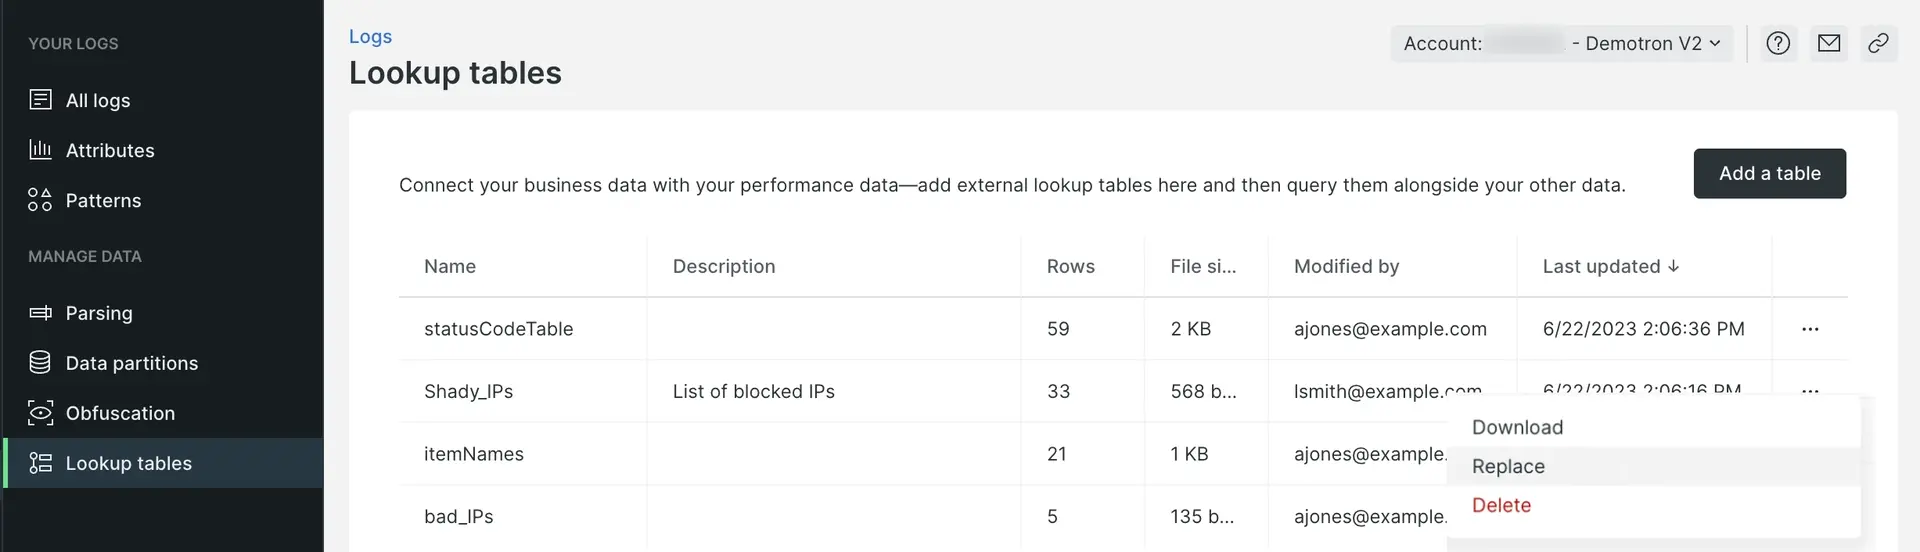 YOUR LOGS
All logs
Attributes
Patterns
MANAGE DATA
Parsing
Data partitions
Obfuscation
Lookup tables
Logs
Lookup tables
Account: - Demotron V2
Connect your business data with your performance data—add external lookup tables here and then query them alongside your other data.
Add a table
Name Description Rows File si... Modified by Last updated ↓
statusCodeTable 59 2 KB ajones@example.com 6/22/2023 2:06:36 PM ...
Shady_IPs List of blocked IPs 33 568 b... lsmith@example.com 6/22/2023 2:06:16 PM ...
itemNames 21 1 KB ajones@example.
bad_IPs 5 135 b... ajones@example.
Download
Replace
Delete